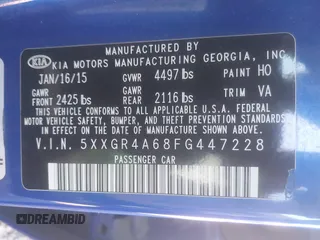 MANUFACTURED BY
KIA KIA MOTORS MANUFACTURING GEORGIA, INC
JAN/16/15 GVWR 4497 lbs PAINT H0
GAWR GAWR
FRONT 2425 lbs REAR 2116 lbs TRIM VA
THIS VEHICLE CONFORMS TO ALL APPLICABLE U.S. FEDERAL MOTOR
VEHICLE SAFETY, BUMPER, AND THEFT PREVENTION STANDARDS
IN EFFECT ON THE DATE OF MANUFACTURE SHOWN ABOVE.
V.I.N. 5XXGR4A68FG447228
PASSENGER CAR
DREAMBID